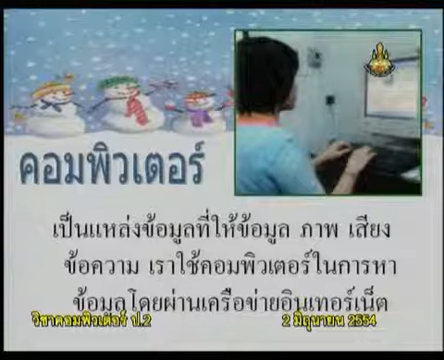 คอมพิวเตอร์
เป็นแหล่งข้อมูลที่ให้ข้อมูล ภาพ เสียง
ข้อความ เราใช้คอมพิวเตอร์ในการหา
ข้อมูลโดยผ่านเครือข่ายอินเทอร์เน็ต
วิชาคอมพิวเตอร์ ป.2
2 มิถุนายน 2554